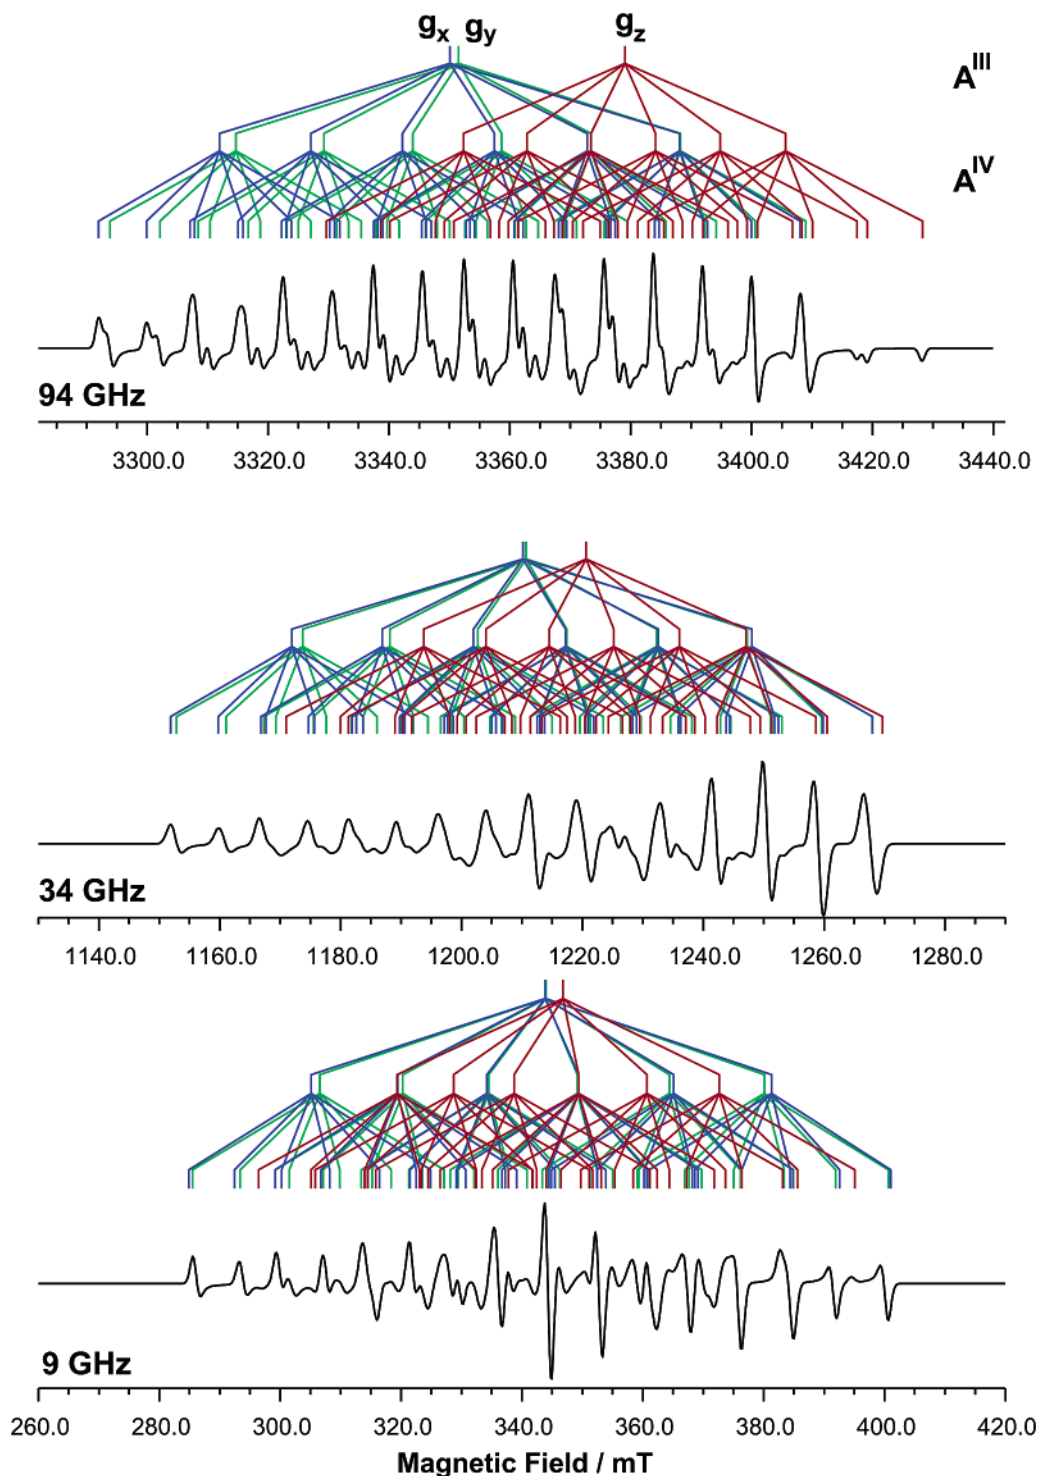 gx gy gz
A^III
A^IV
94 GHz
3300.0 3320.0 3340.0 3360.0 3380.0 3400.0 3420.0 3440.0
34 GHz
1140.0 1160.0 1180.0 1200.0 1220.0 1240.0 1260.0 1280.0
9 GHz
260.0 280.0 300.0 320.0 340.0 360.0 380.0 400.0 420.0
Magnetic Field / mT